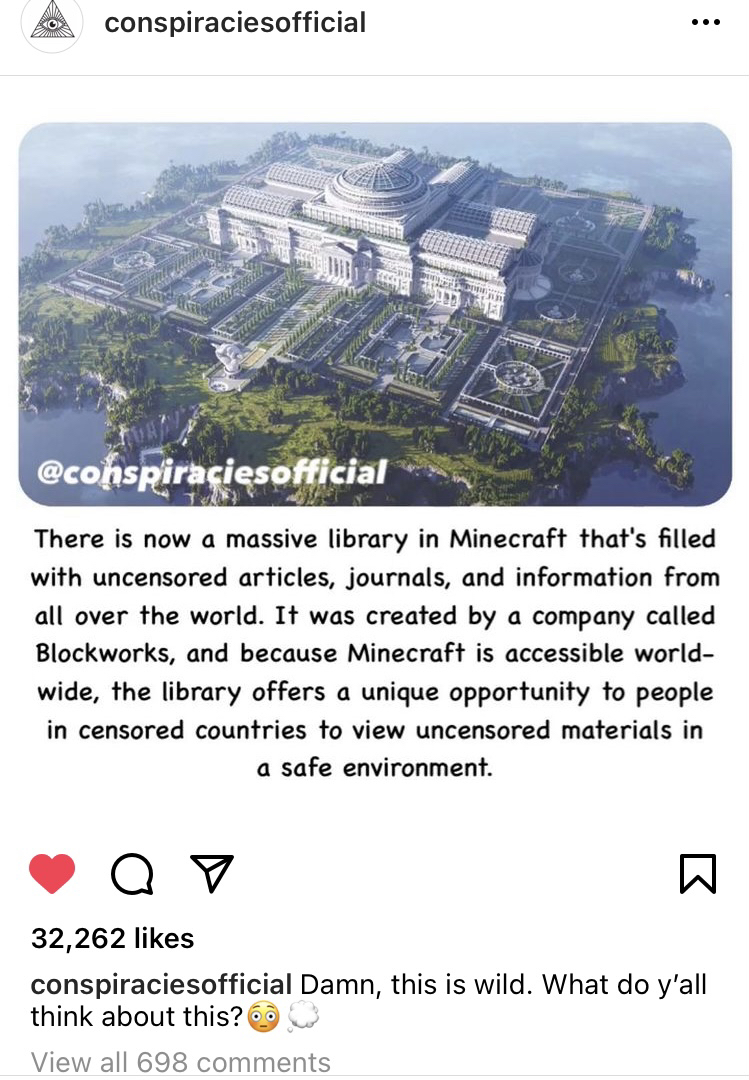 conspiraciesofficial
@conspiraciesofficial
There is now a massive library in Minecraft that's filled
with uncensored articles, journals, and information from
all over the world. It was created by a company called
Blockworks, and because Minecraft is accessible world-
wide, the library offers a unique opportunity to people
in censored countries to view uncensored materials in
a safe environment.
32,262 likes
conspiraciesofficial Damn, this is wild. What do y’all
think about this?😳💭
View all 698 comments